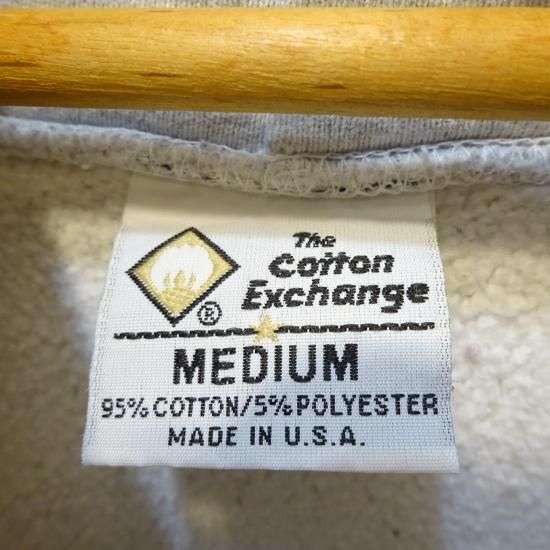 The
Cotton
Exchange
®
MEDIUM
95% COTTON/5% POLYESTER
MADE IN U.S.A.